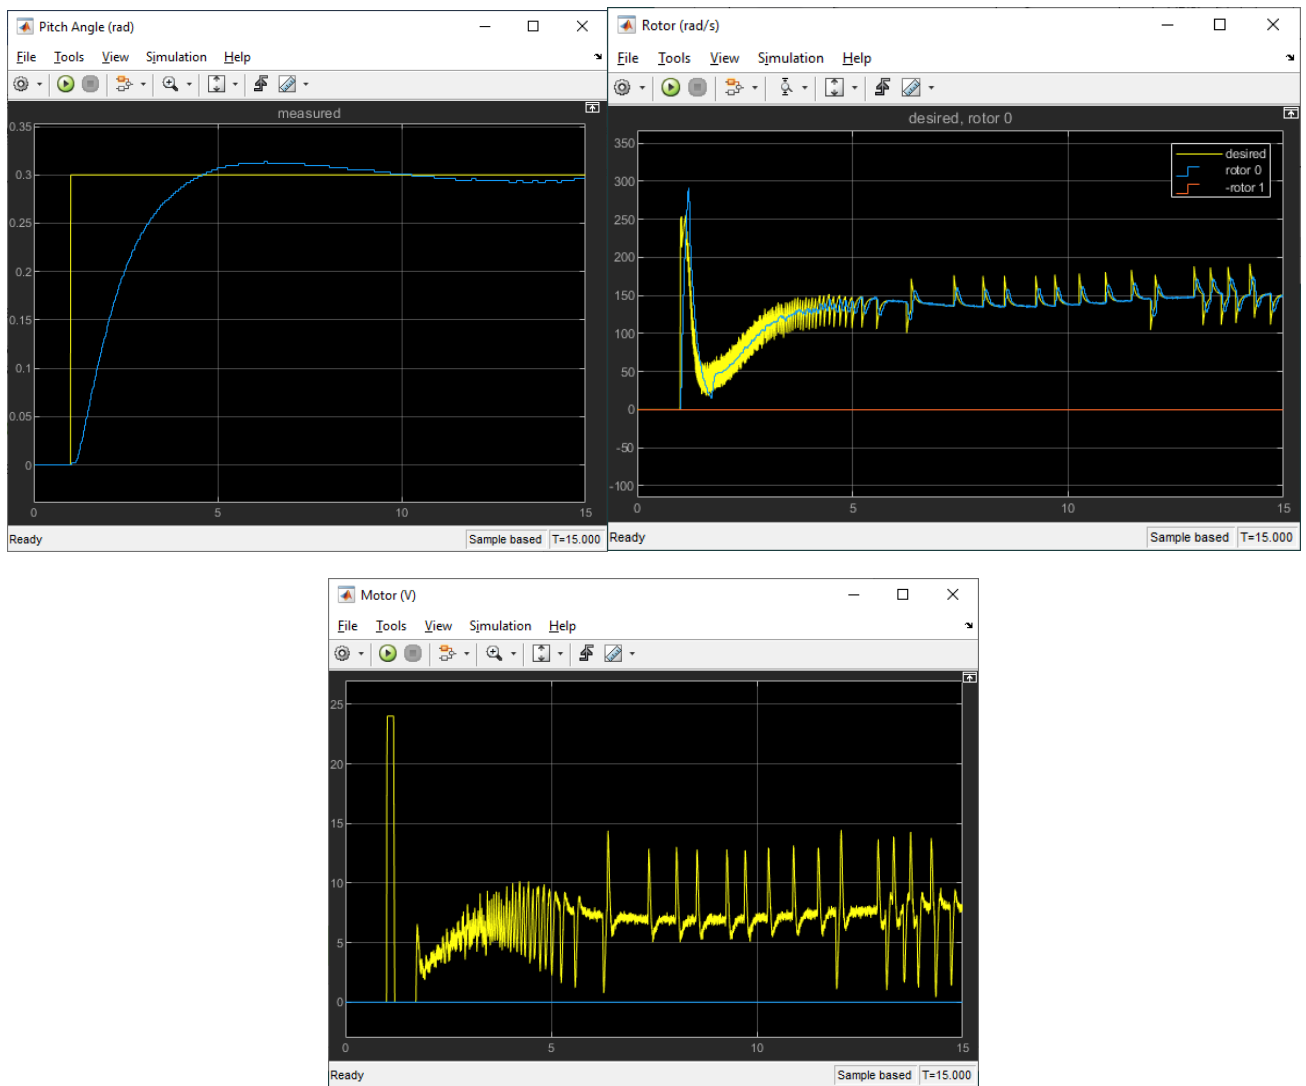 Pitch Angle (rad)
File Tools View Simulation Help
measured
0.35
0.3
0.25
0.2
0.15
0.1
0.05
0
0 5 10 15
Ready Sample based T=15.000
Rotor (rad/s)
File Tools View Simulation Help
desired, rotor 0
desired
rotor 0
-rotor 1
350
300
250
200
150
100
50
0
-50
-100
0 5 10 15
Ready Sample based T=15.000
Motor (V)
File Tools View Simulation Help
25
20
15
10
5
0
0 5 10 15
Ready Sample based T=15.000